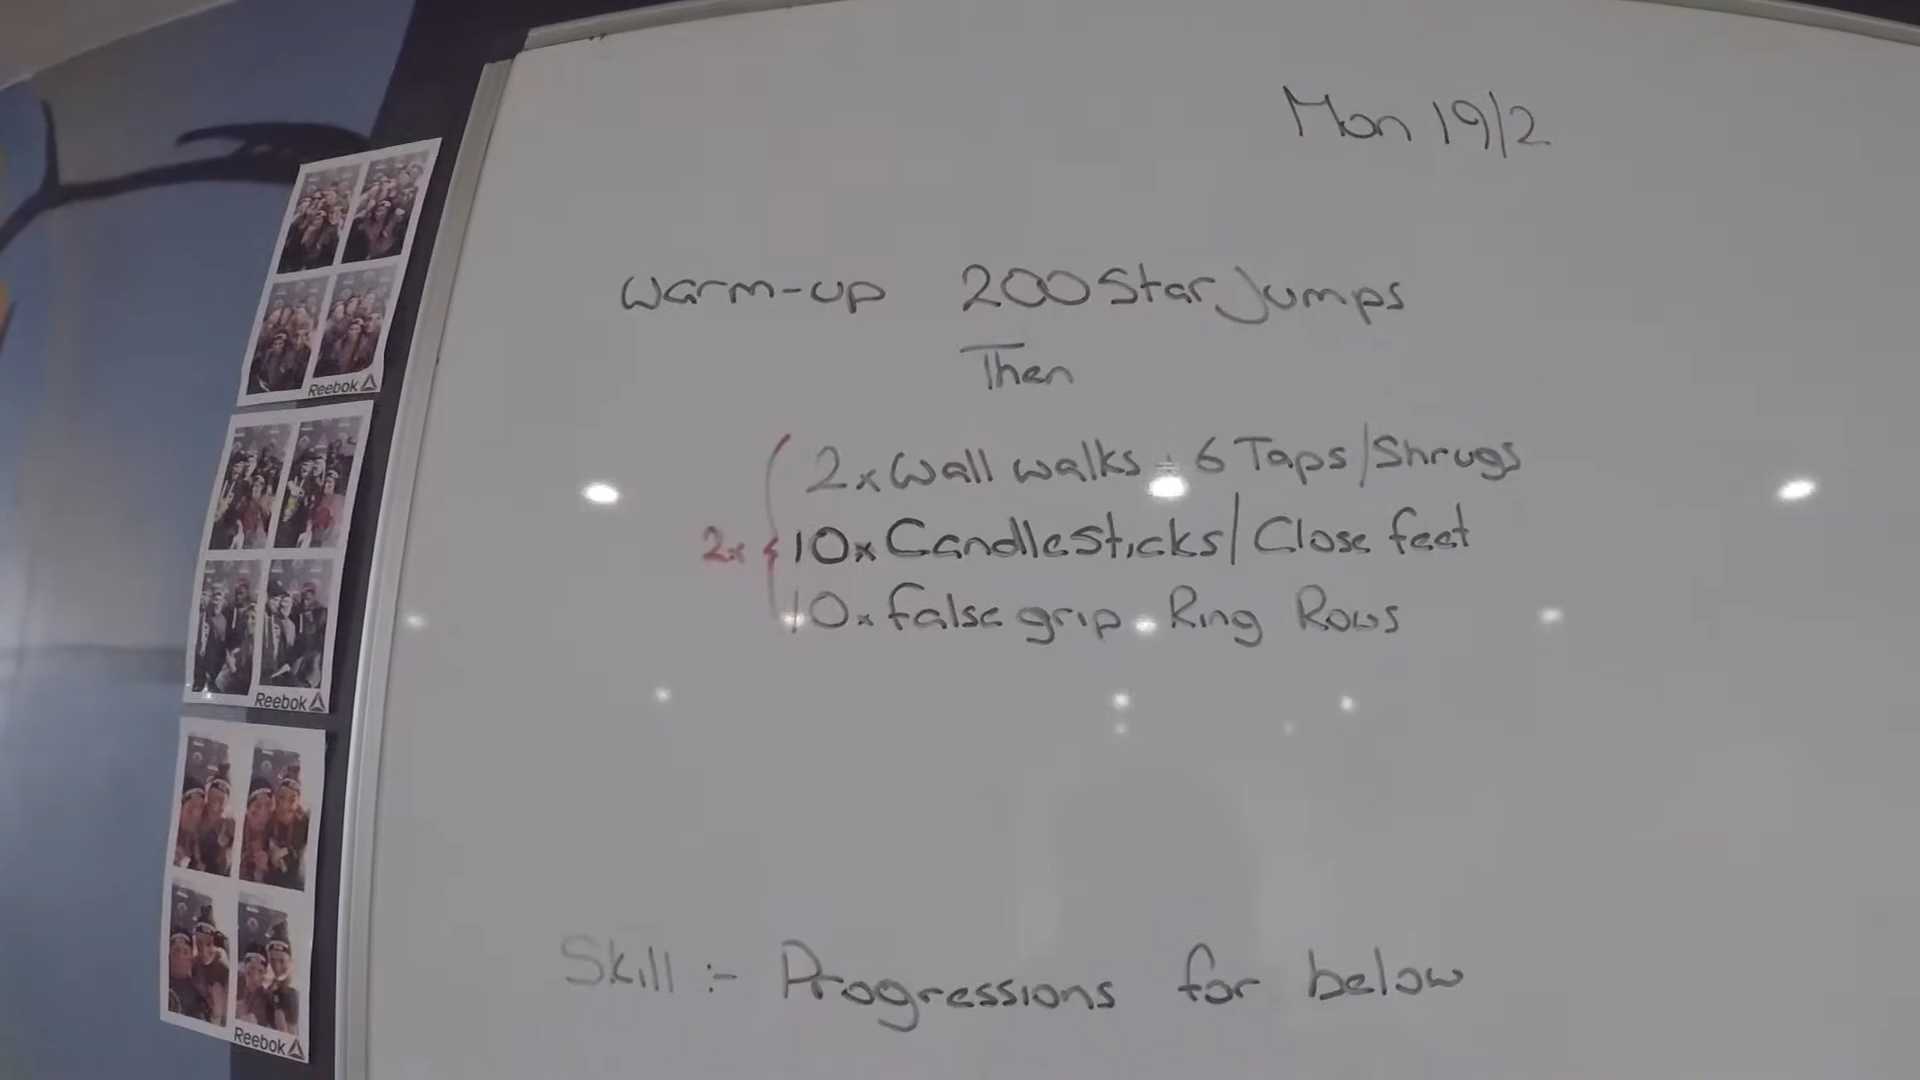 Mon 19/2
Warm-up 200 Star Jumps
Then
2x Wall walks + 6 Taps/Shrugs
2x { 10x Candlesticks/Close feet
10x false grip Ring Rows
Skill :- Progressions for below
Reebok
Reebok
Reebok